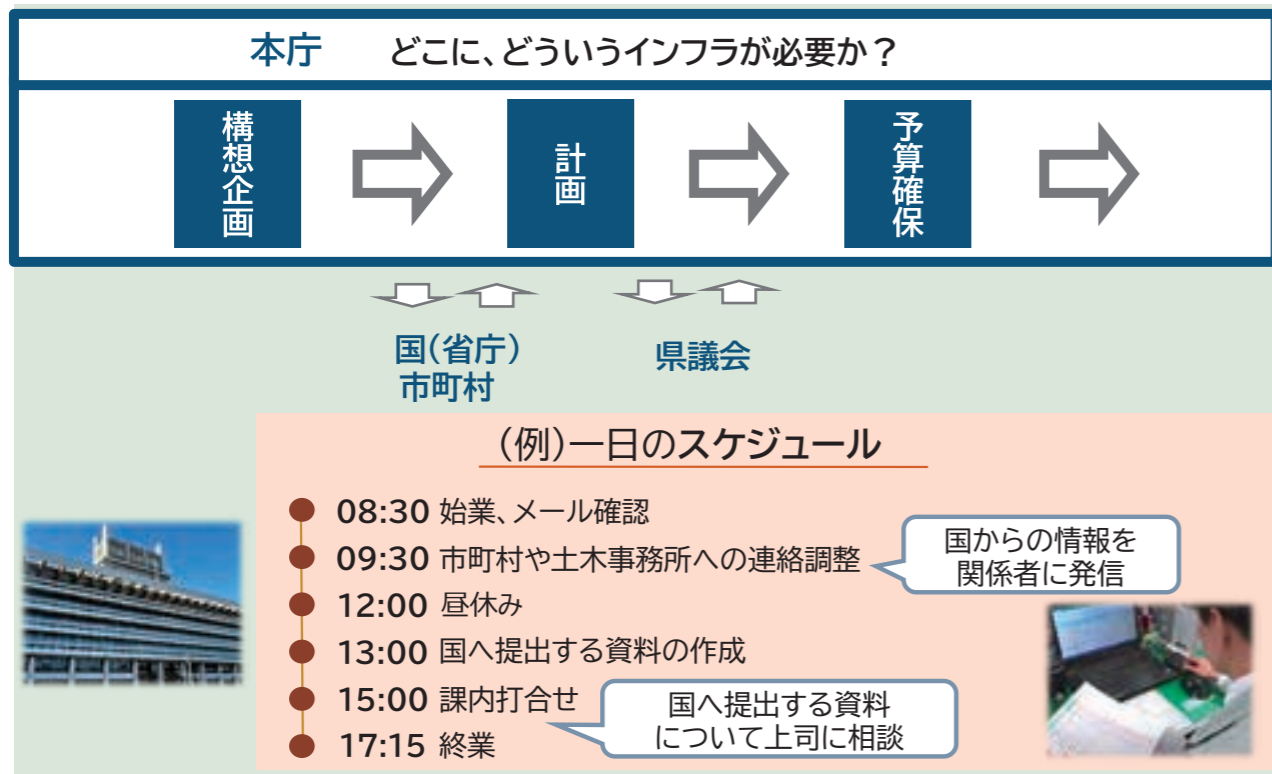 本庁 どこに、どういうインフラが必要か？
構想企画
計画
予算確保
国(省庁)
市町村
県議会
(例)一日のスケジュール
08:30 始業、メール確認
09:30 市町村や土木事務所への連絡調整
国からの情報を
関係者に発信
12:00 昼休み
13:00 国へ提出する資料の作成
15:00 課内打合せ
国へ提出する資料
について上司に相談
17:15 終業